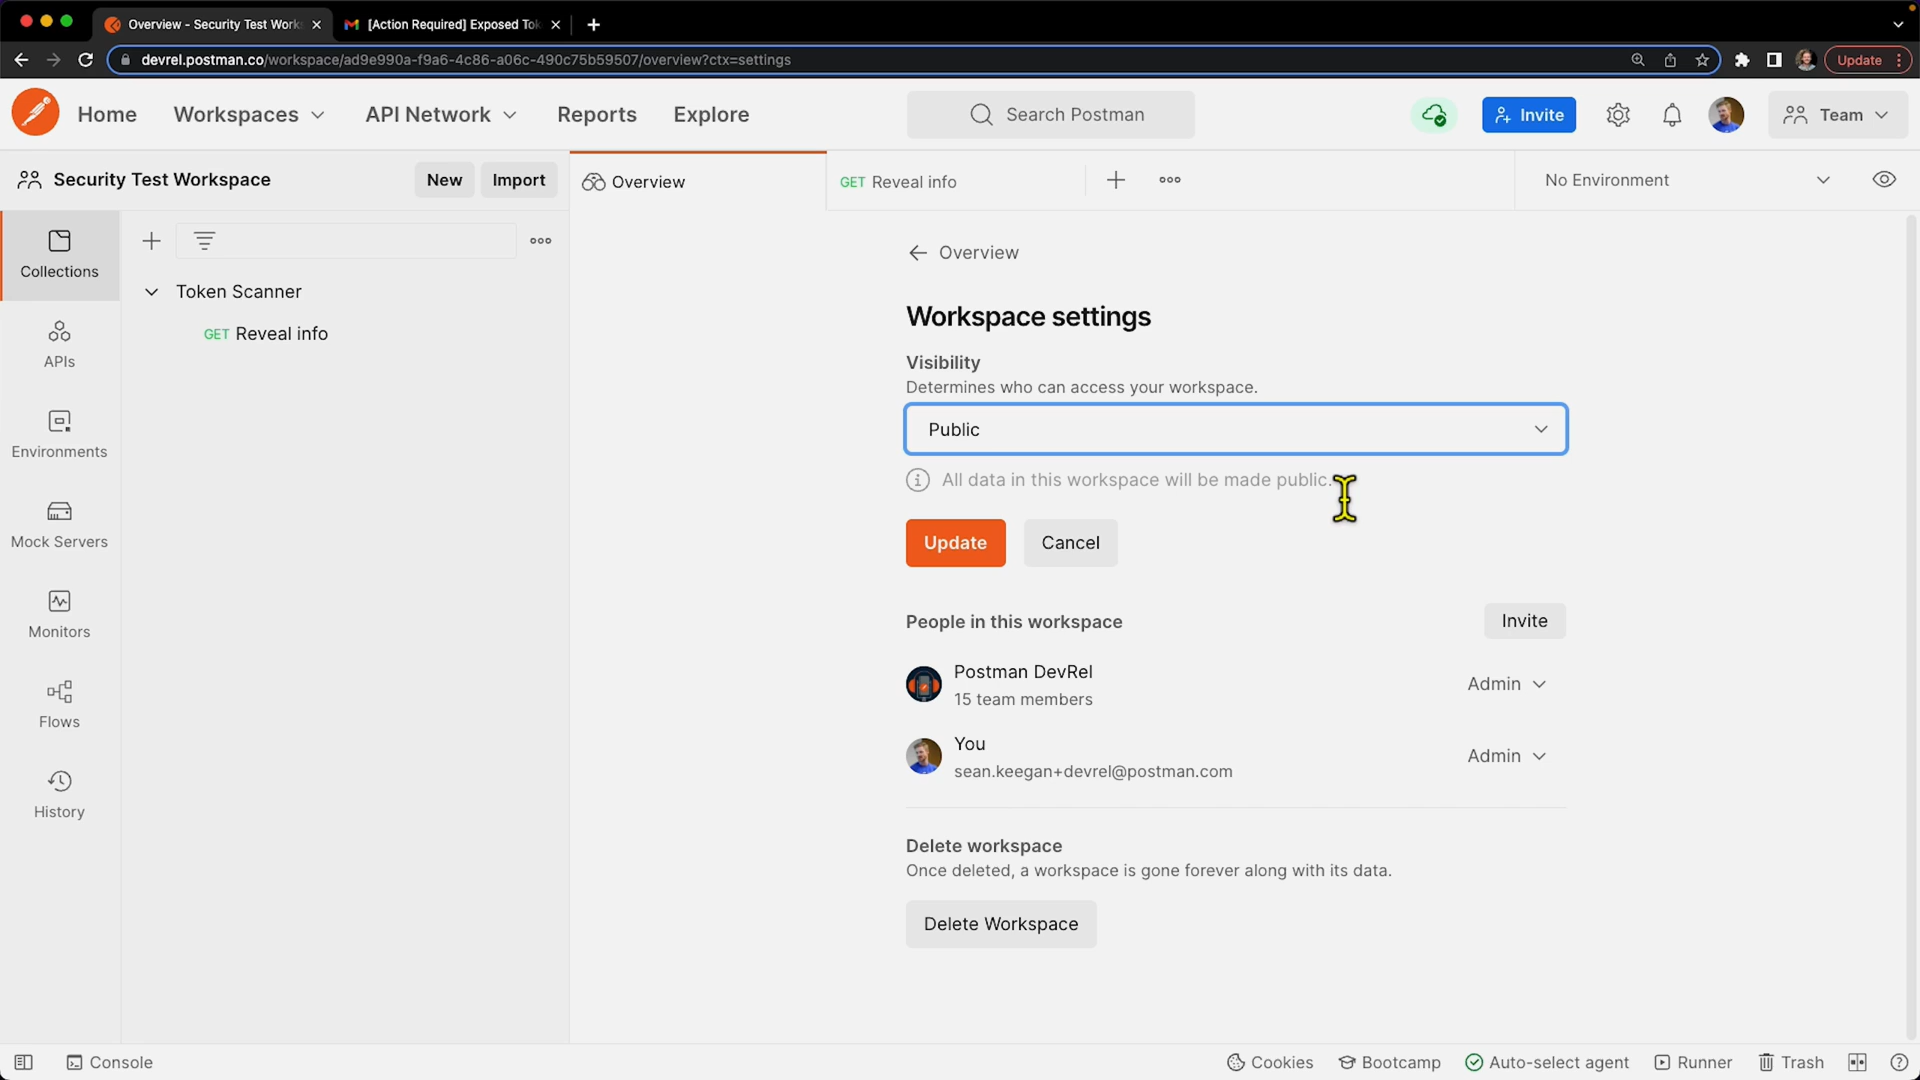 Overview - Security Test Works
[Action Required] Exposed Tok
devrel.postman.co/workspace/ad9e990a-f9a6-4c86-a06c-490c75b59507/overview?ctx=settings
Update
Home
Workspaces
API Network
Reports
Explore
Search Postman
Invite
Team
Security Test Workspace
New
Import
Overview
GET Reveal info
No Environment
Collections
APIs
Environments
Mock Servers
Monitors
Flows
History
Token Scanner
GET Reveal info
Overview
Workspace settings
Visibility
Determines who can access your workspace.
Public
All data in this workspace will be made public.
Update
Cancel
People in this workspace
Invite
Postman DevRel
15 team members
Admin
You
sean.keegan+devrel@postman.com
Admin
Delete workspace
Once deleted, a workspace is gone forever along with its data.
Delete Workspace
Console
Cookies
Bootcamp
Auto-select agent
Runner
Trash